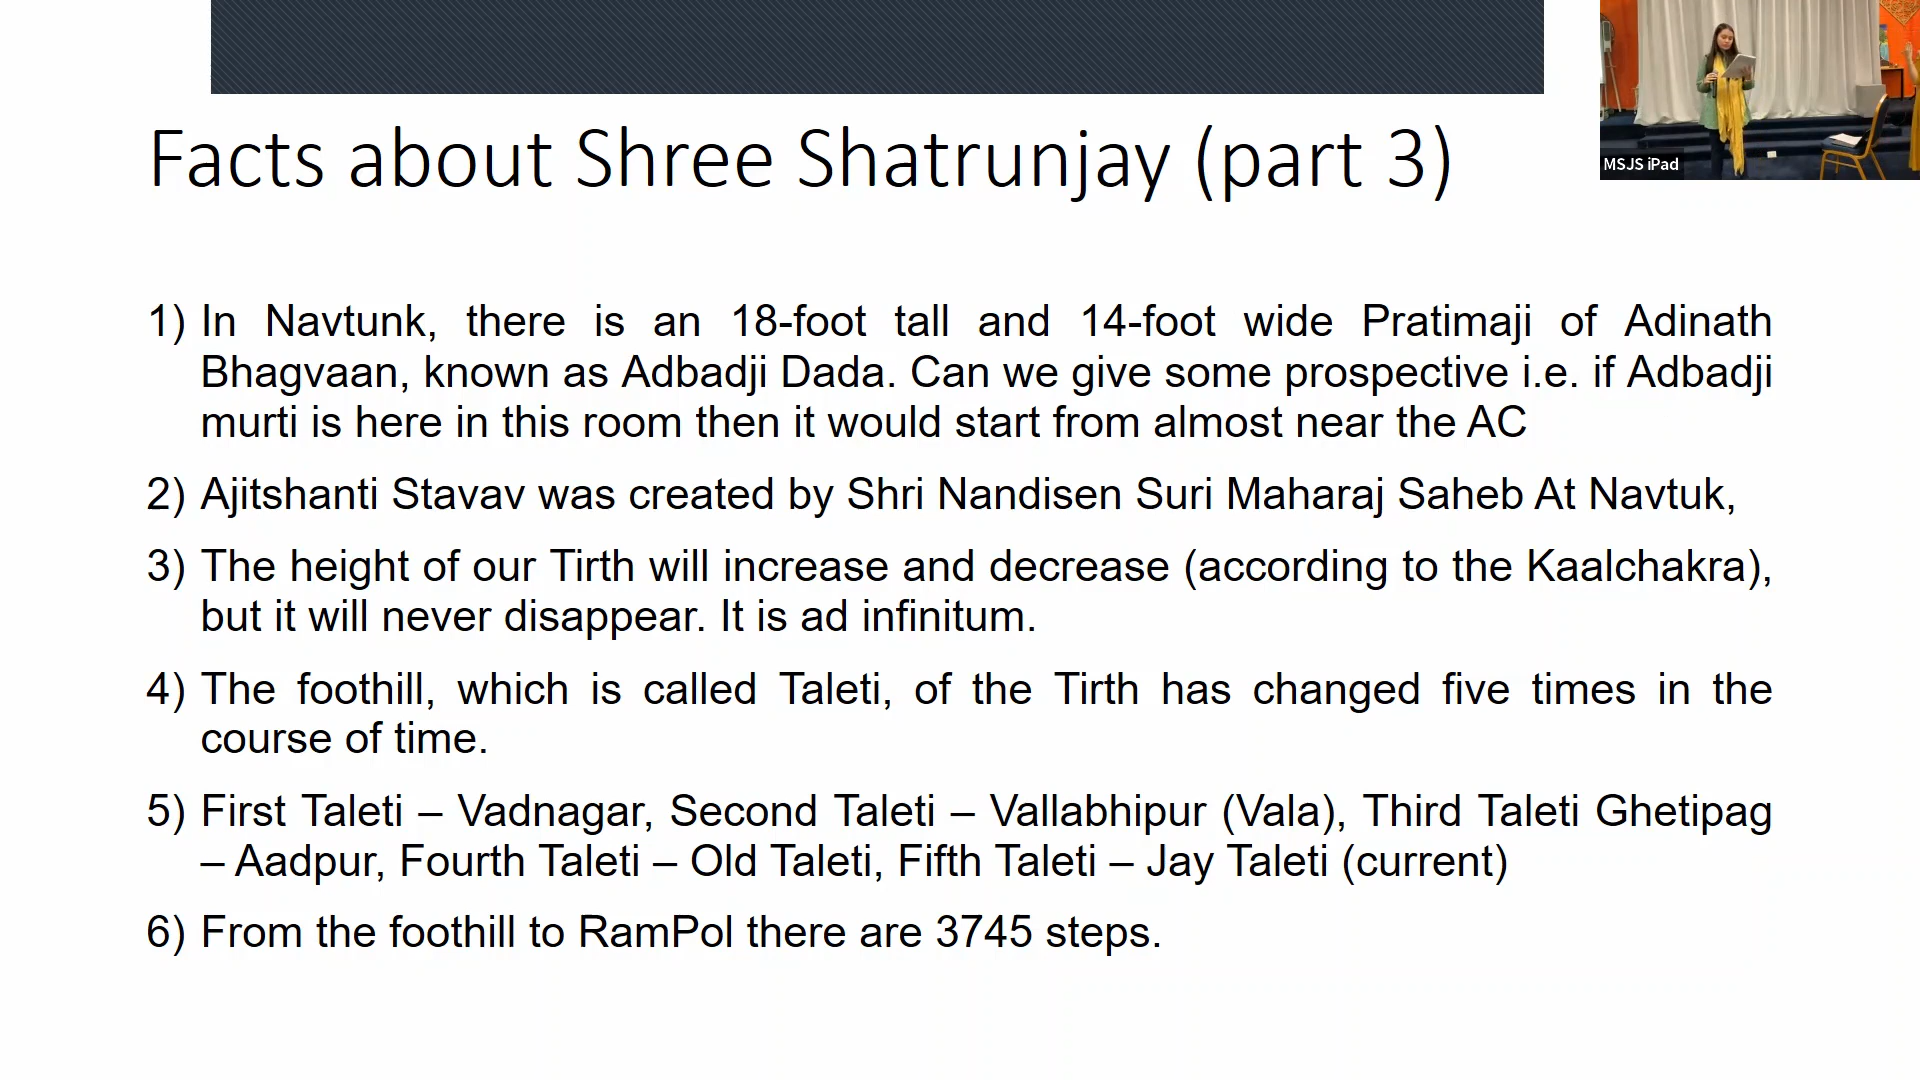 Facts about Shree Shatrunjay (part 3)
MSJS iPad
1) In Navtunk, there is an 18-foot tall and 14-foot wide Pratimaji of Adinath
Bhagvaan, known as Adbadji Dada. Can we give some prospective i.e. if Adbadji
murti is here in this room then it would start from almost near the AC
2) Ajitshanti Stavav was created by Shri Nandisen Suri Maharaj Saheb At Navtuk,
3) The height of our Tirth will increase and decrease (according to the Kaalchakra),
but it will never disappear. It is ad infinitum.
4) The foothill, which is called Taleti, of the Tirth has changed five times in the
course of time.
5) First Taleti – Vadnagar, Second Taleti – Vallabhipur (Vala), Third Taleti Ghetipag
– Aadpur, Fourth Taleti – Old Taleti, Fifth Taleti – Jay Taleti (current)
6) From the foothill to RamPol there are 3745 steps.